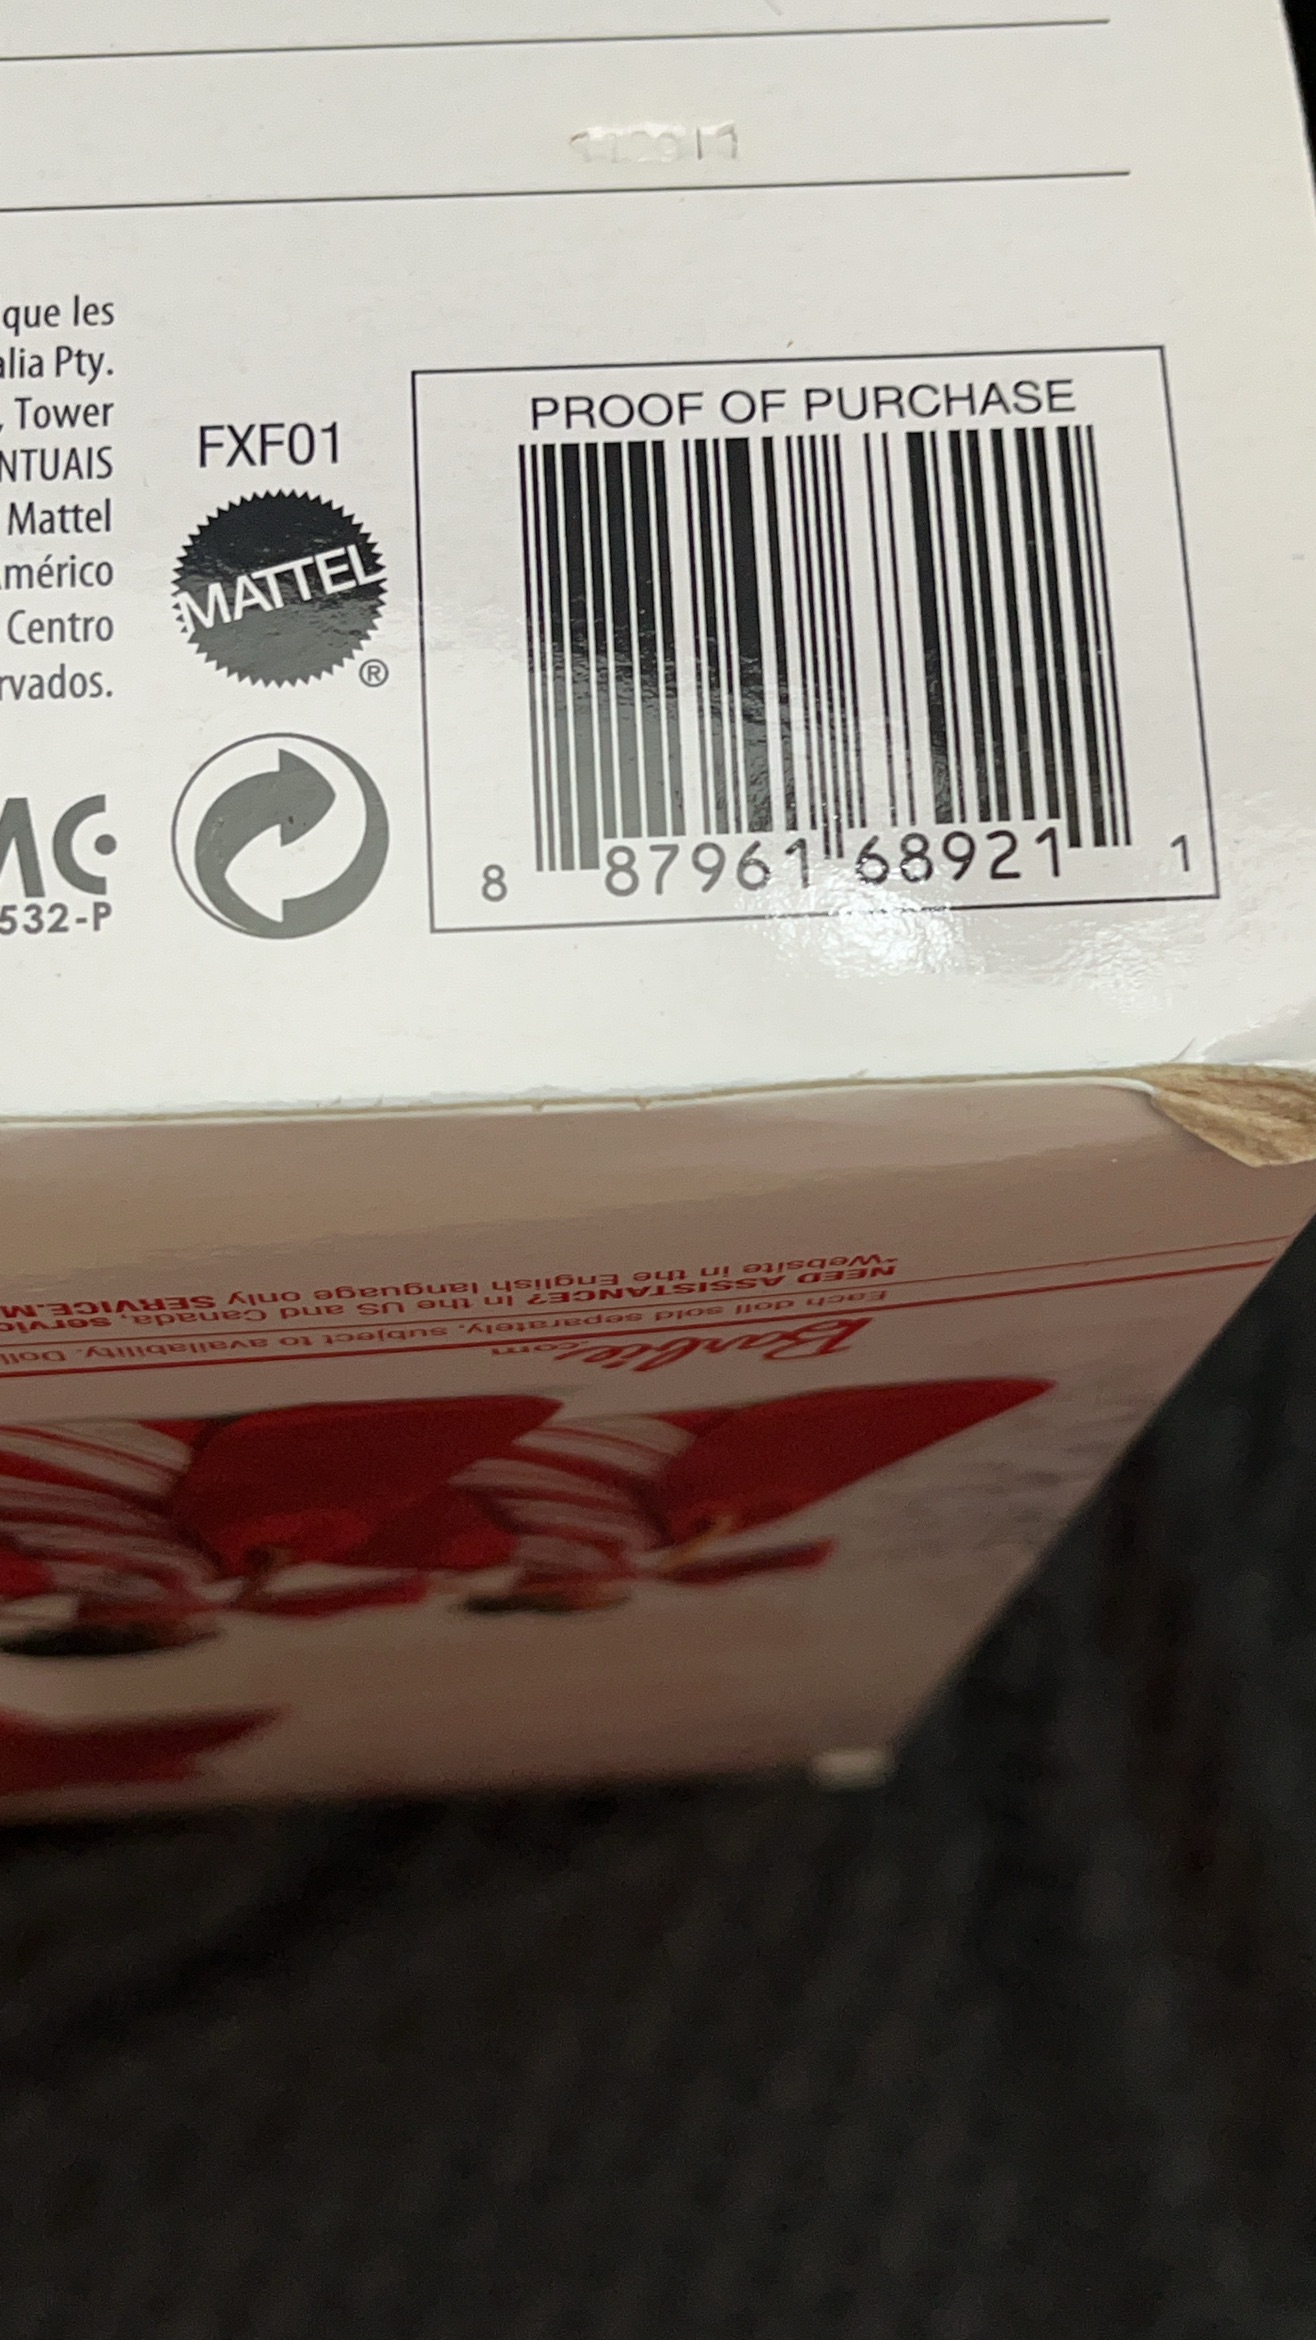 que les
alia Pty.
, Tower
NTUAIS
Mattel
mérico
Centro
rvados.
FXF01
MATTEL
®
MC
532-P
PROOF OF PURCHASE
8 87961 68921 1
Barbie.com
Each doll sold separately, subject to availability. Doll
NEED ASSISTANCE? In the US and Canada, servic
*Website in the English language only SERVICE.M